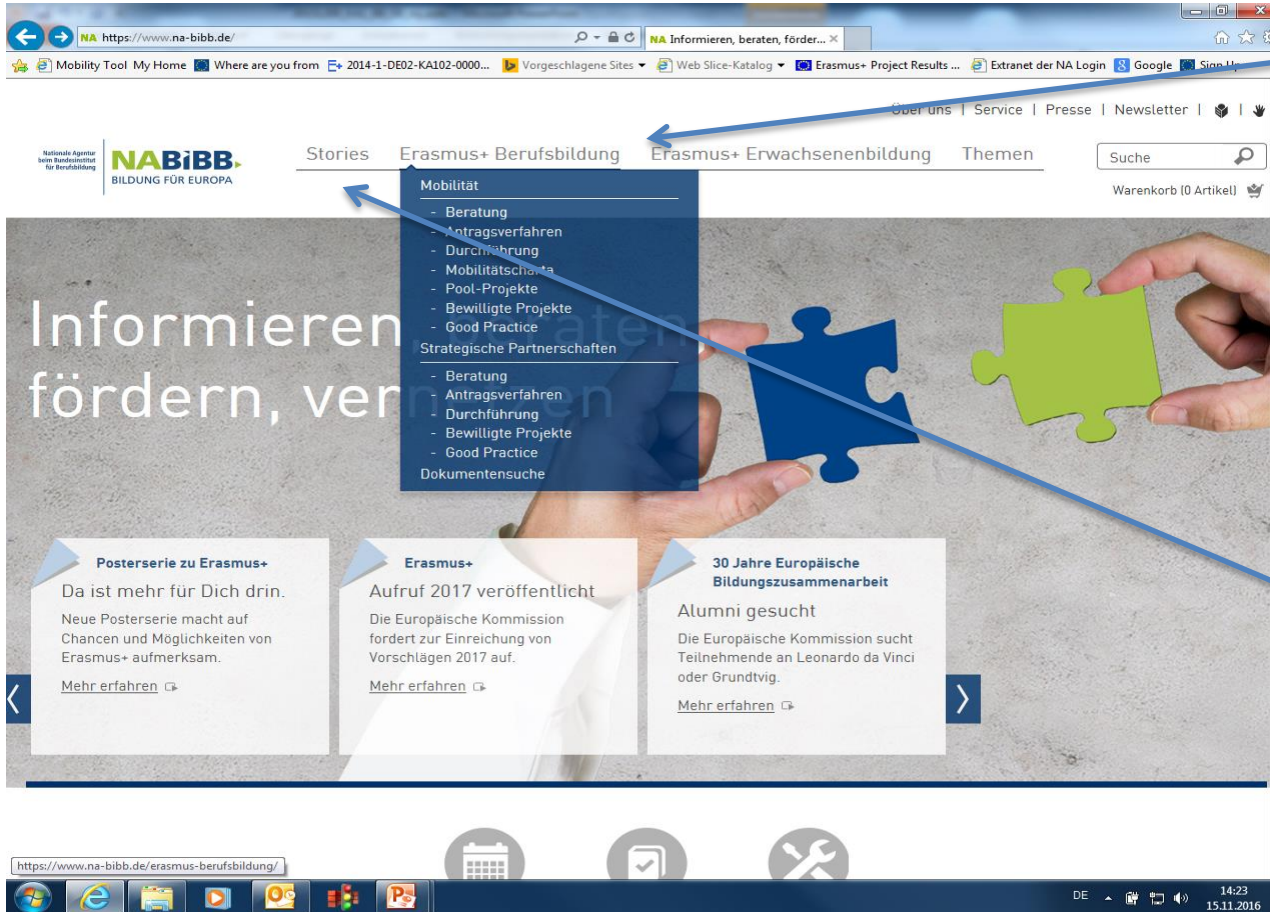 NA https://www.na-bibb.de/
NA Informieren, beraten, förder...
Mobility Tool My Home Where are you from E+ 2014-1-DE02-KA102-0000... Vorgeschlagene Sites Web Slice-Katalog Erasmus+ Project Results ... Extranet der NA Login Google Sign Up
Über uns | Service | Presse | Newsletter |
Nationale Agentur
beim Bundesinstitut
für Berufsbildung
NABiBB
BILDUNG FÜR EUROPA
Stories Erasmus+ Berufsbildung Erasmus+ Erwachsenenbildung Themen
Suche
Warenkorb (0 Artikel)
Mobilität
- Beratung
- Antragsverfahren
- Durchführung
- Mobilitätscharta
- Pool-Projekte
- Bewilligte Projekte
- Good Practice
Strategische Partnerschaften
- Beratung
- Antragsverfahren
- Durchführung
- Bewilligte Projekte
- Good Practice
Dokumentensuche
Informieren, beraten,
fördern, vernetzen
Posterserie zu Erasmus+
Da ist mehr für Dich drin.
Neue Posterserie macht auf
Chancen und Möglichkeiten von
Erasmus+ aufmerksam.
Mehr erfahren
Erasmus+
Aufruf 2017 veröffentlicht
Die Europäische Kommission
fordert zur Einreichung von
Vorschlägen 2017 auf.
Mehr erfahren
30 Jahre Europäische
Bildungszusammenarbeit
Alumni gesucht
Die Europäische Kommission sucht
Teilnehmende an Leonardo da Vinci
oder Grundtvig.
Mehr erfahren
https://www.na-bibb.de/erasmus-berufsbildung/
DE
14:23
15.11.2016